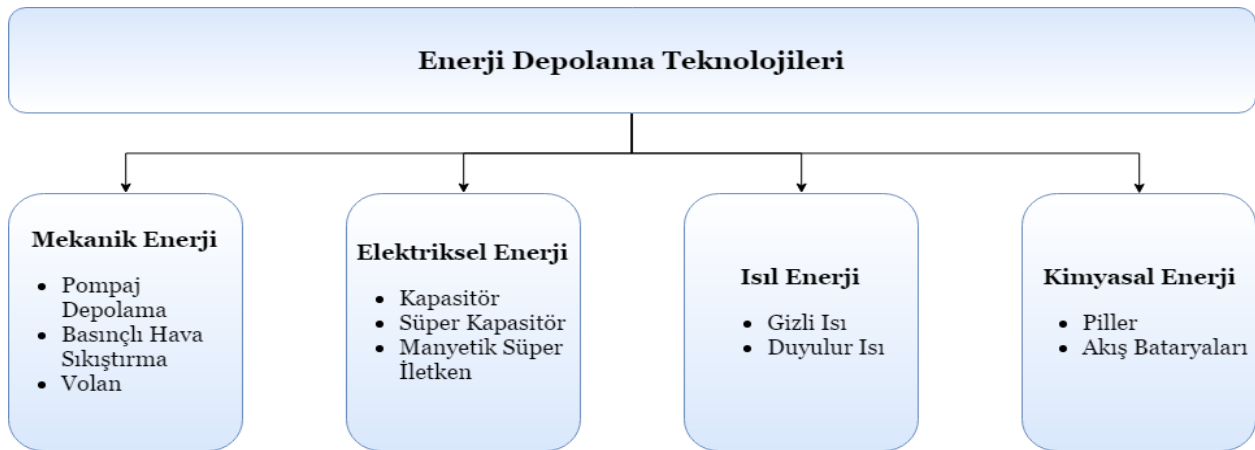 Enerji Depolama Teknolojileri
Mekanik Enerji
• Pompaj
Depolama
• Basınçlı Hava
Sıkıştırma
• Volan
Elektriksel Enerji
• Kapasitör
• Süper Kapasitör
• Manyetik Süper
İletken
Isıl Enerji
• Gizli Isı
• Duyulur Isı
Kimyasal Enerji
• Piller
• Akış Bataryaları